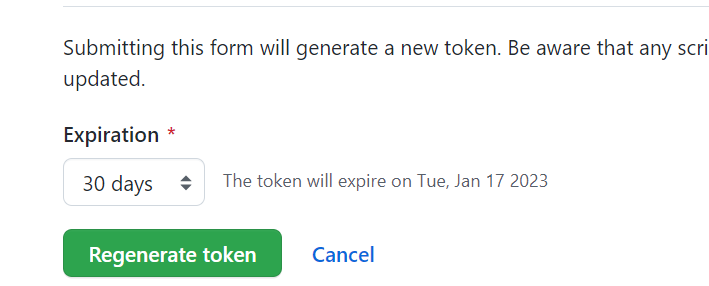 Submitting this form will generate a new token. Be aware that any scri
updated.
Expiration *
30 days The token will expire on Tue, Jan 17 2023
Regenerate token Cancel